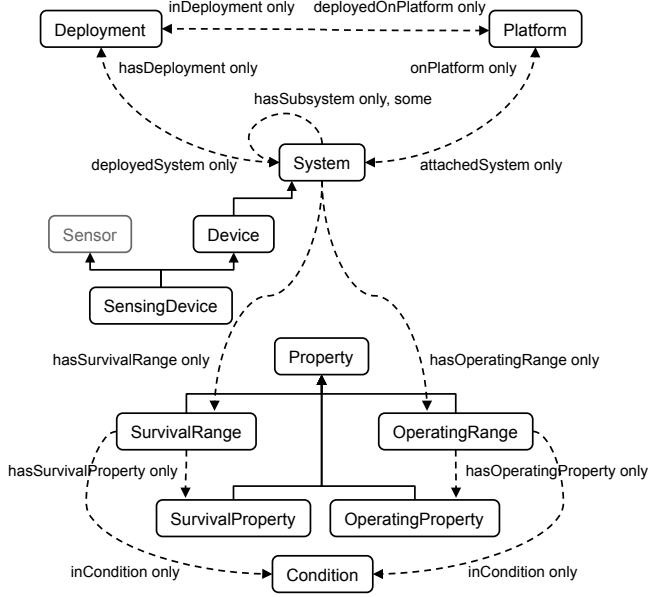 inDeployment only
deployedOnPlatform only
Deployment
Platform
hasDeployment only
onPlatform only
hasSubsystem only, some
deployedSystem only
System
attachedSystem only
Sensor
Device
SensingDevice
hasSurvivalRange only
Property
hasOperatingRange only
SurvivalRange
OperatingRange
hasSurvivalProperty only
hasOperatingProperty only
SurvivalProperty
OperatingProperty
inCondition only
Condition
inCondition only